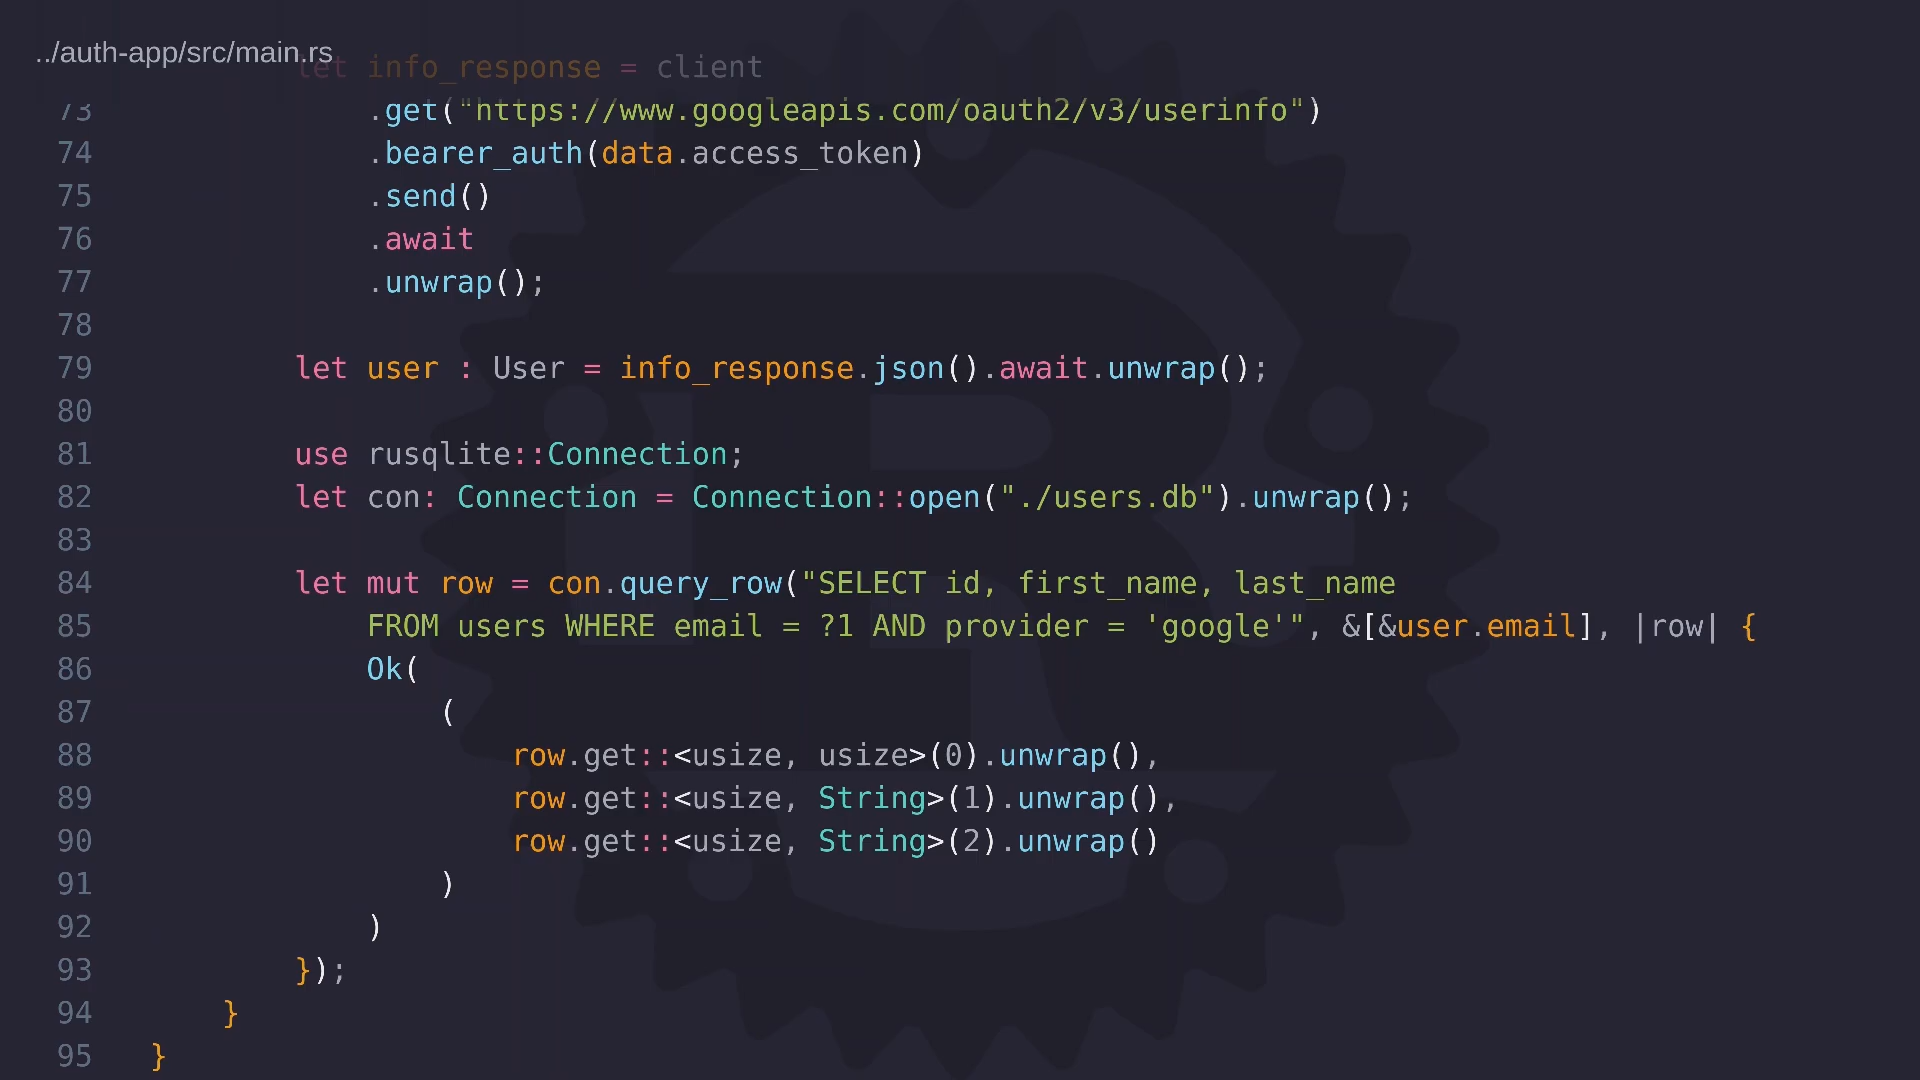 ../auth-app/src/main.rs
let info_response = client
73 .get("https://www.googleapis.com/oauth2/v3/userinfo")
74 .bearer_auth(data.access_token)
75 .send()
76 .await
77 .unwrap();
78
79 let user : User = info_response.json().await.unwrap();
80
81 use rusqlite::Connection;
82 let con: Connection = Connection::open("./users.db").unwrap();
83
84 let mut row = con.query_row("SELECT id, first_name, last_name
85 FROM users WHERE email = ?1 AND provider = 'google'", &[&user.email], |row| {
86 Ok(
87 (
88 row.get::<usize, usize>(0).unwrap(),
89 row.get::<usize, String>(1).unwrap(),
90 row.get::<usize, String>(2).unwrap()
91 )
92 )
93 });
94 }
95 }